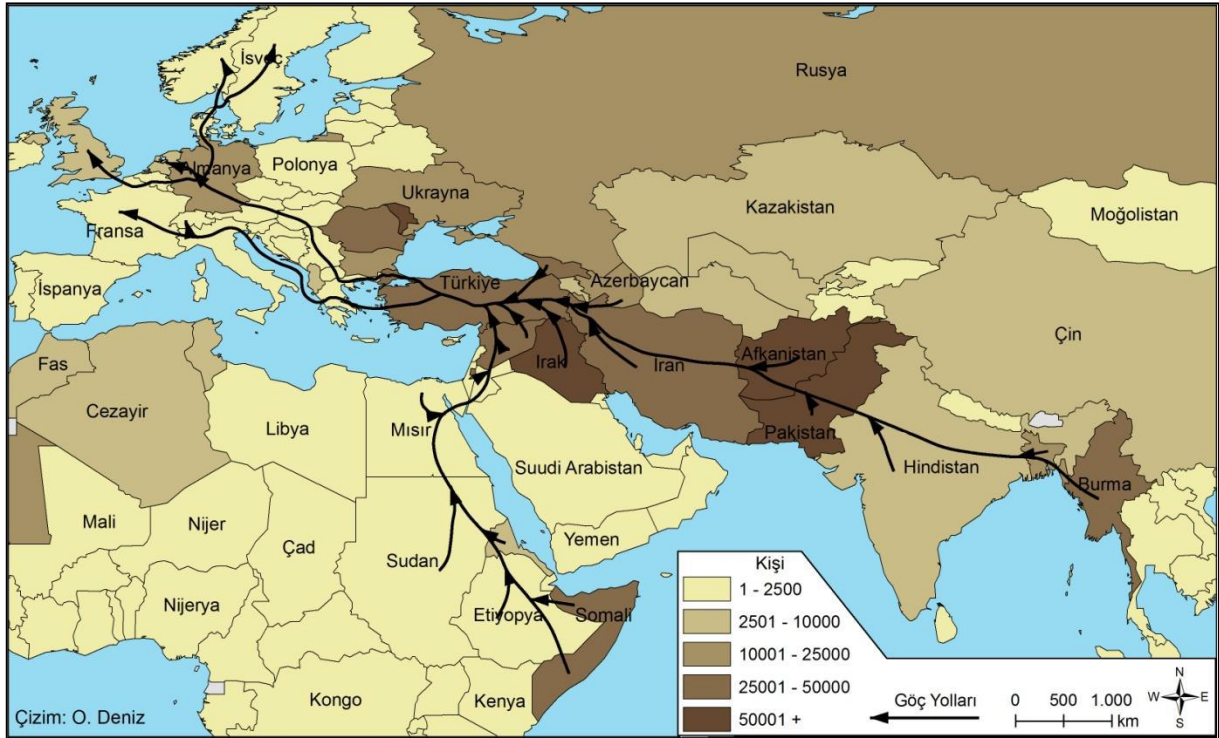 İsveç
Rusya
Almanya
Polonya
Ukrayna
Kazakistan
Moğolistan
Fransa
İspanya
Türkiye
Azerbaycan
Çin
Fas
Irak
İran
Afkanistan
Cezayir
Libya
Mısır
Pakistan
Suudi Arabistan
Hindistan
Burma
Mali
Nijer
Çad
Sudan
Yemen
Nijerya
Etiyopya
Somali
Kongo
Kenya
Kişi
1 - 2500
2501 - 10000
10001 - 25000
25001 - 50000
50001 +
Göç Yolları
0 500 1.000
km
N
W E
S
Çizim: O. Deniz